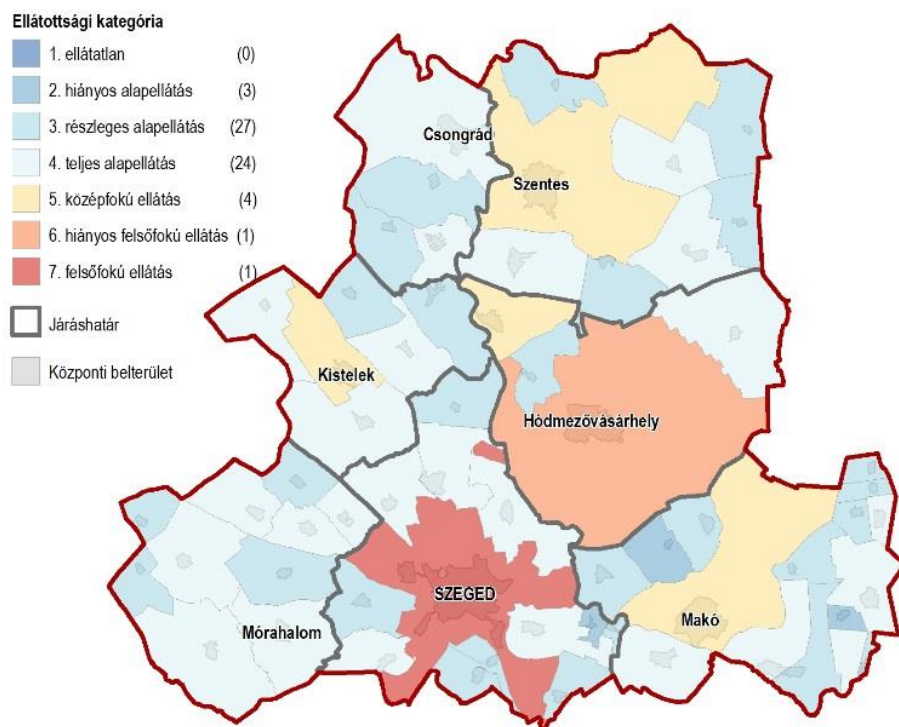 Ellátottsági kategória
1. ellátatlan (0)
2. hiányos alapellátás (3)
3. részleges alapellátás (27)
4. teljes alapellátás (24)
5. középfokú ellátás (4)
6. hiányos felsőfokú ellátás (1)
7. felsőfokú ellátás (1)
Járáshatár
Központi belterület
Csongrád
Szentes
Kistelek
Hódmezővásárhely
SZEGED
Makó
Mórahalom